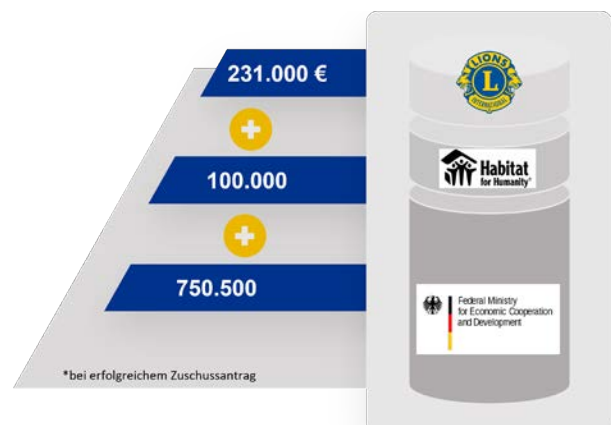 231.000 €
100.000
750.500
*bei erfolgreichem Zuschussantrag
LIONS
L
INTERNATIONAL
Habitat
for Humanity®
Federal Ministry
for Economic Cooperation
and Development